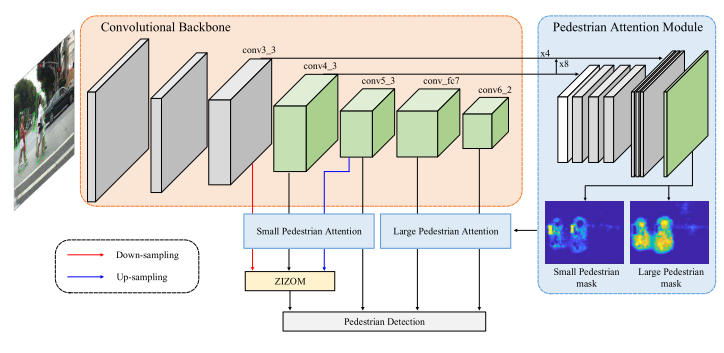 Convolutional Backbone
Pedestrian Attention Module
conv3_3
x4
conv4_3
x8
conv5_3
conv_fc7
conv6_2
Small Pedestrian Attention
Large Pedestrian Attention
Small Pedestrian
mask
Large Pedestrian
mask
Down-sampling
Up-sampling
ZIZOM
Pedestrian Detection